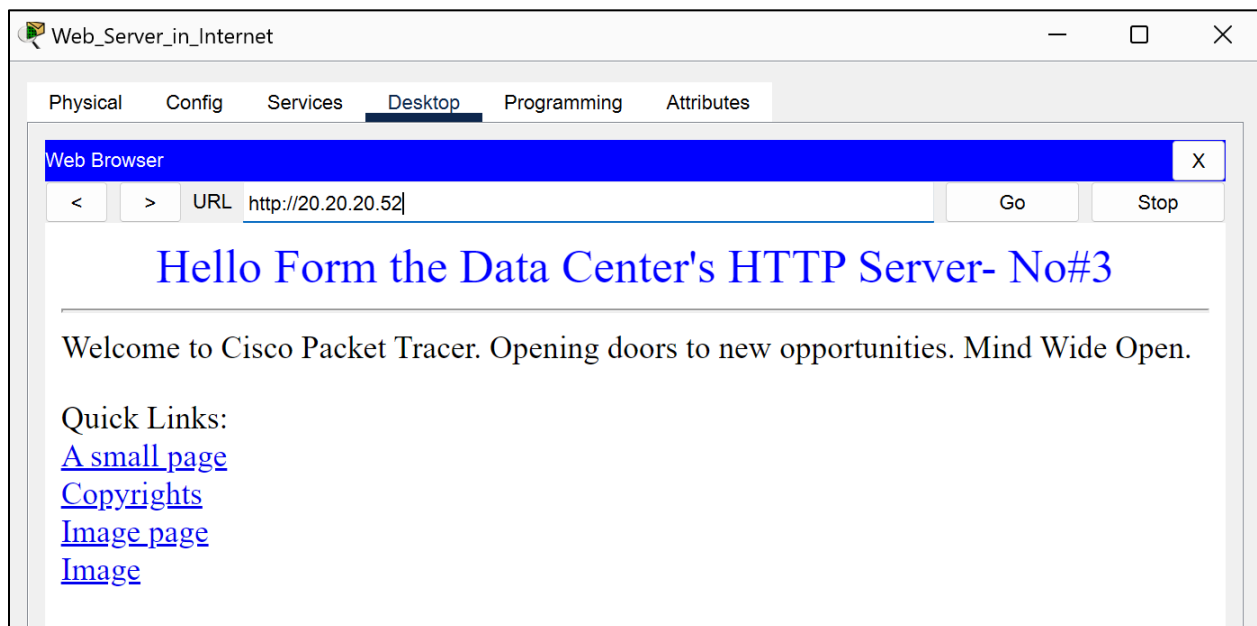 Web_Server_in_Internet
Physical Config Services Desktop Programming Attributes
Web Browser X
< > URL http://20.20.20.52 Go Stop
Hello Form the Data Center's HTTP Server- No#3
Welcome to Cisco Packet Tracer. Opening doors to new opportunities. Mind Wide Open.
Quick Links:
A small page
Copyrights
Image page
Image